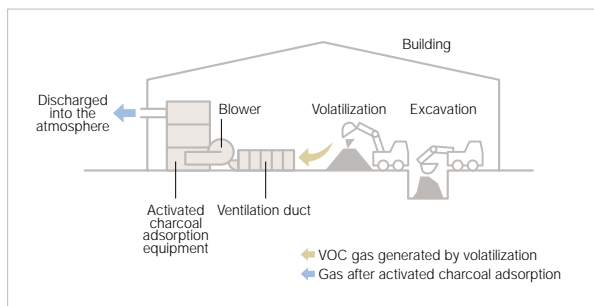 Building
Discharged
into the
atmosphere
Blower
Volatilization
Excavation
Activated
charcoal
adsorption
equipment
Ventilation duct
VOC gas generated by volatilization
Gas after activated charcoal adsorption